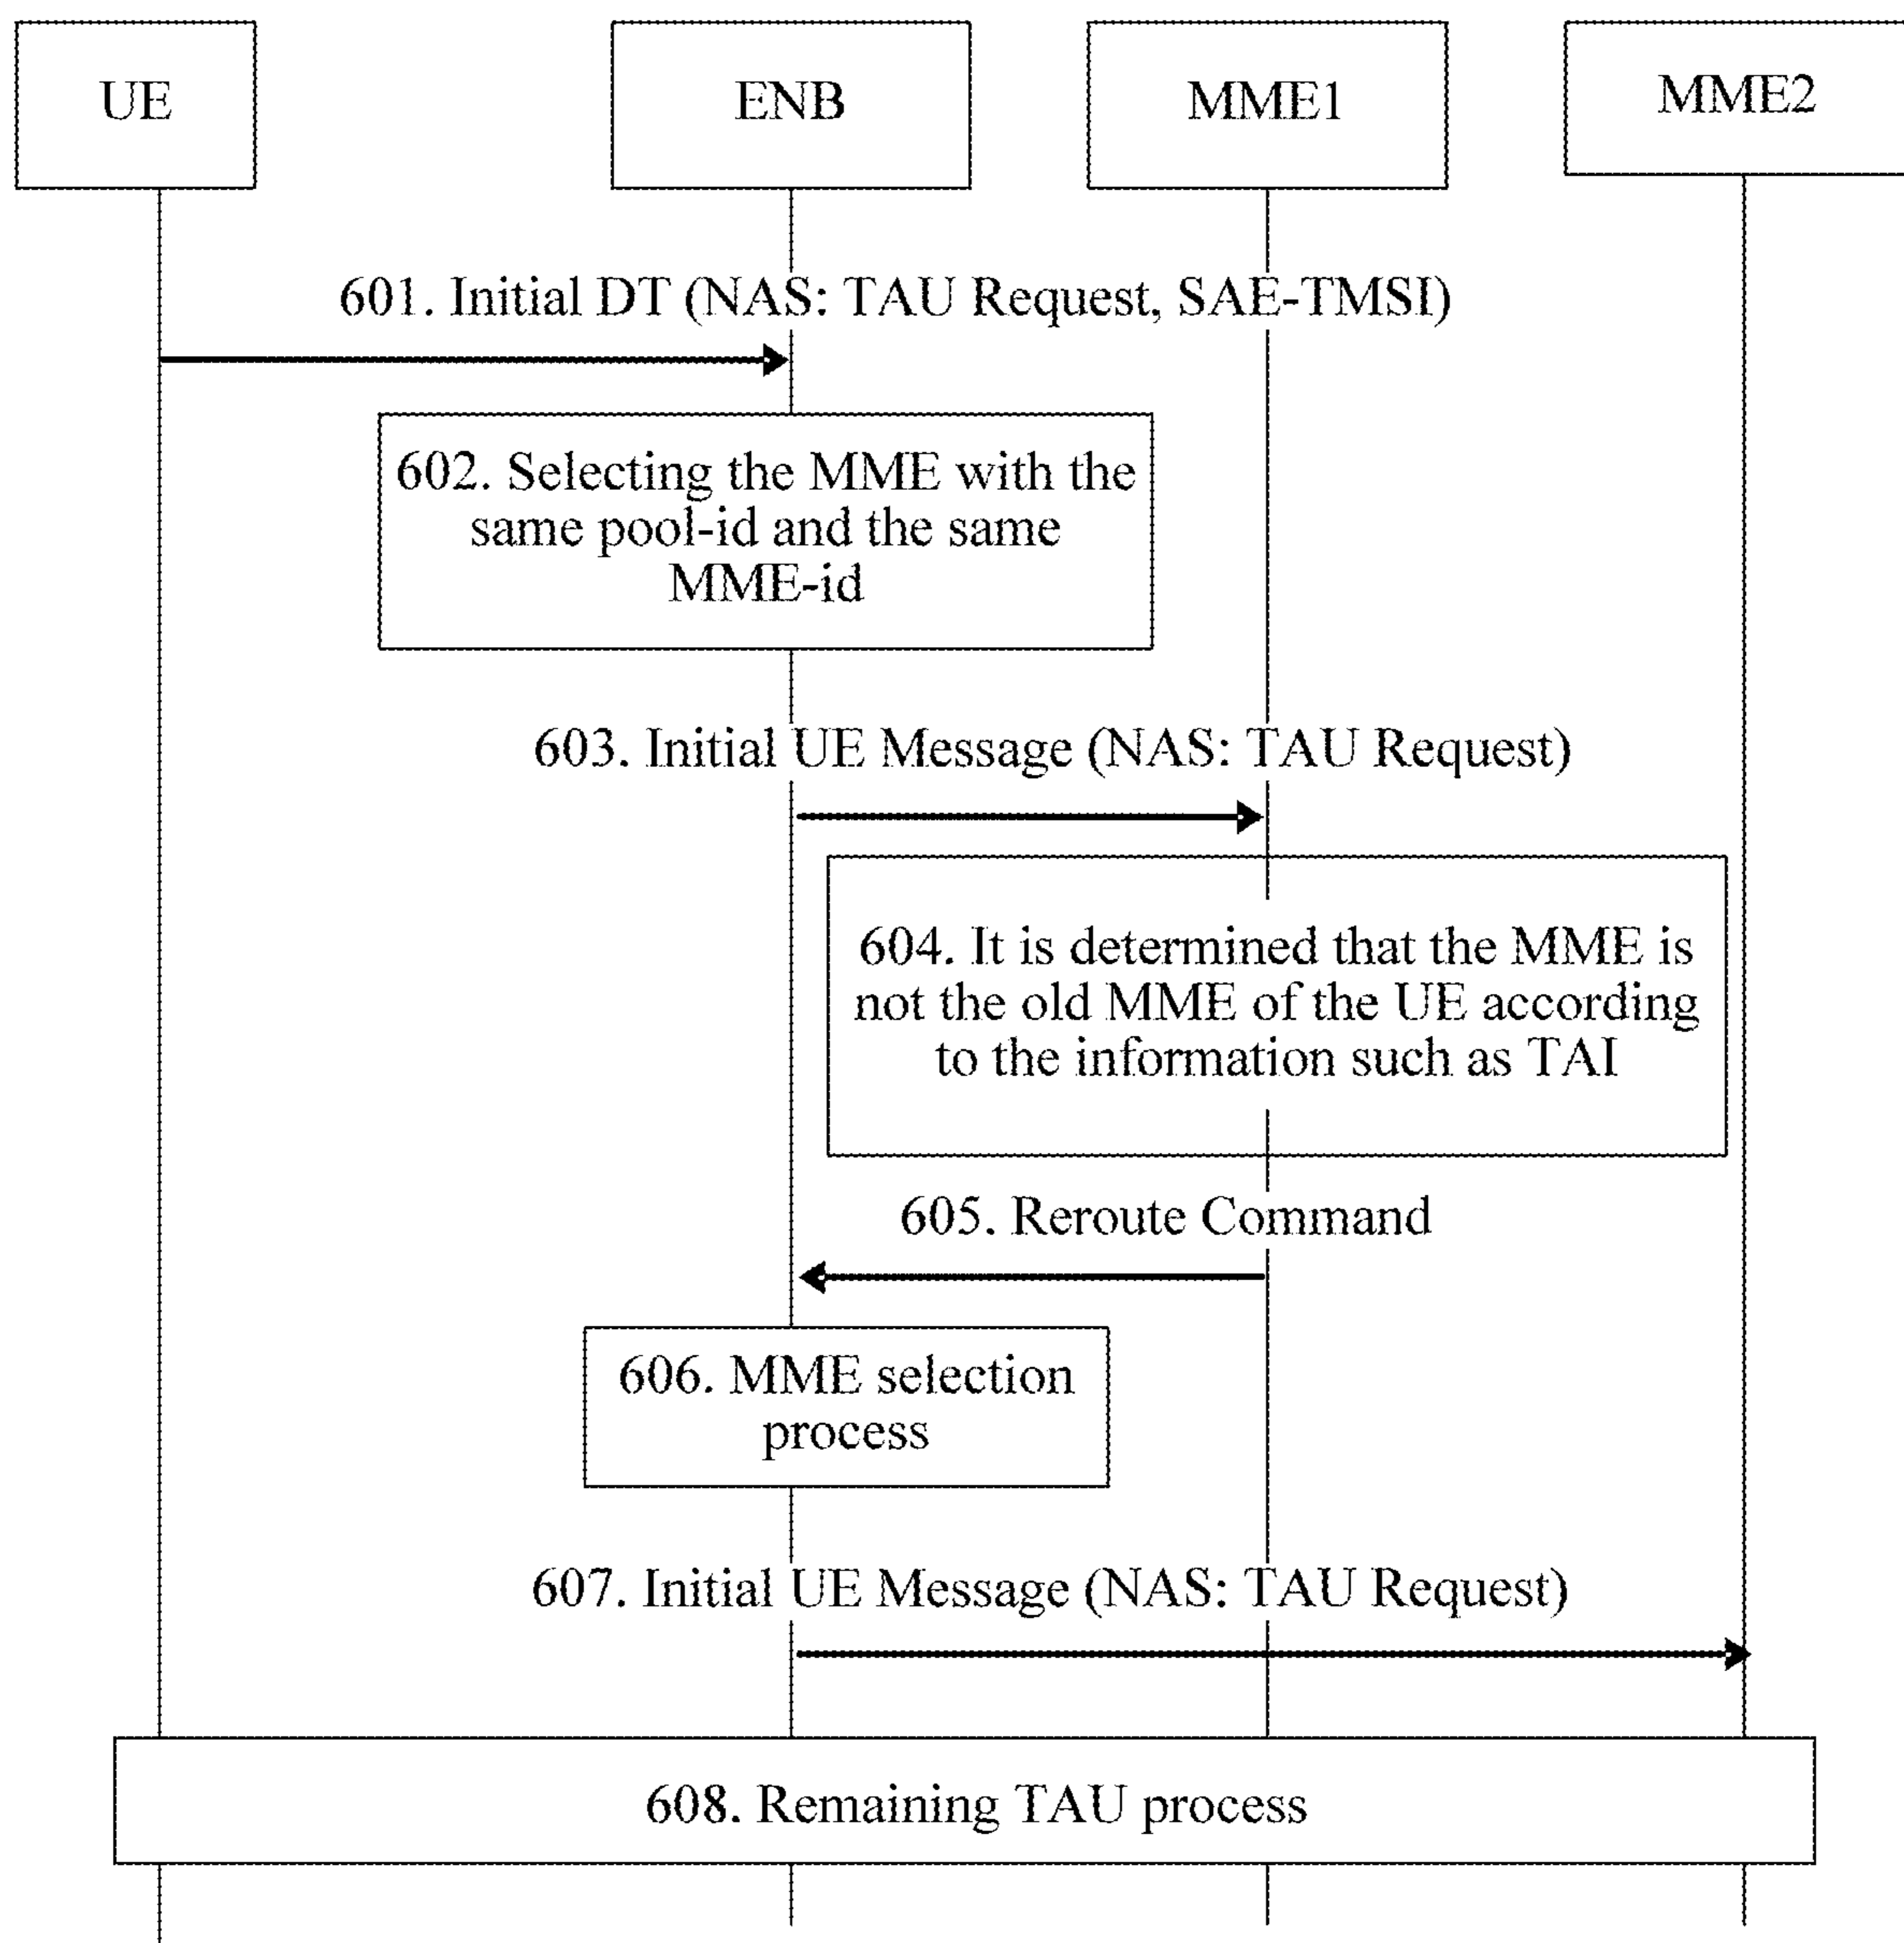 UE
ENB
MME1
MME2
601. Initial DT (NAS: TAU Request, SAE-TMSI)
602. Selecting the MME with the
same pool-id and the same
MME-id
603. Initial UE Message (NAS: TAU Request)
604. It is determined that the MME is
not the old MME of the UE according
to the information such as TAI
605. Reroute Command
606. MME selection
process
607. Initial UE Message (NAS: TAU Request)
608. Remaining TAU process